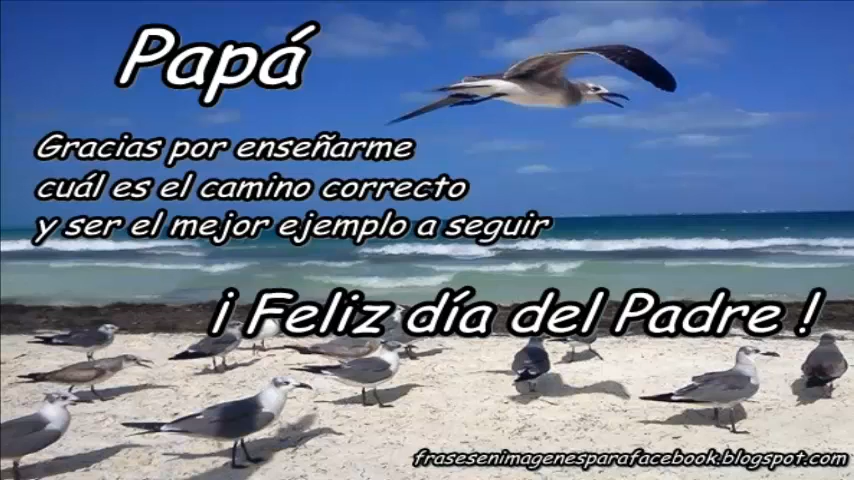 Papá
Gracias por enseñarme
cuál es el camino correcto
y ser el mejor ejemplo a seguir
¡ Feliz día del Padre !
frasesenimagenesparafacebook.blogspot.com